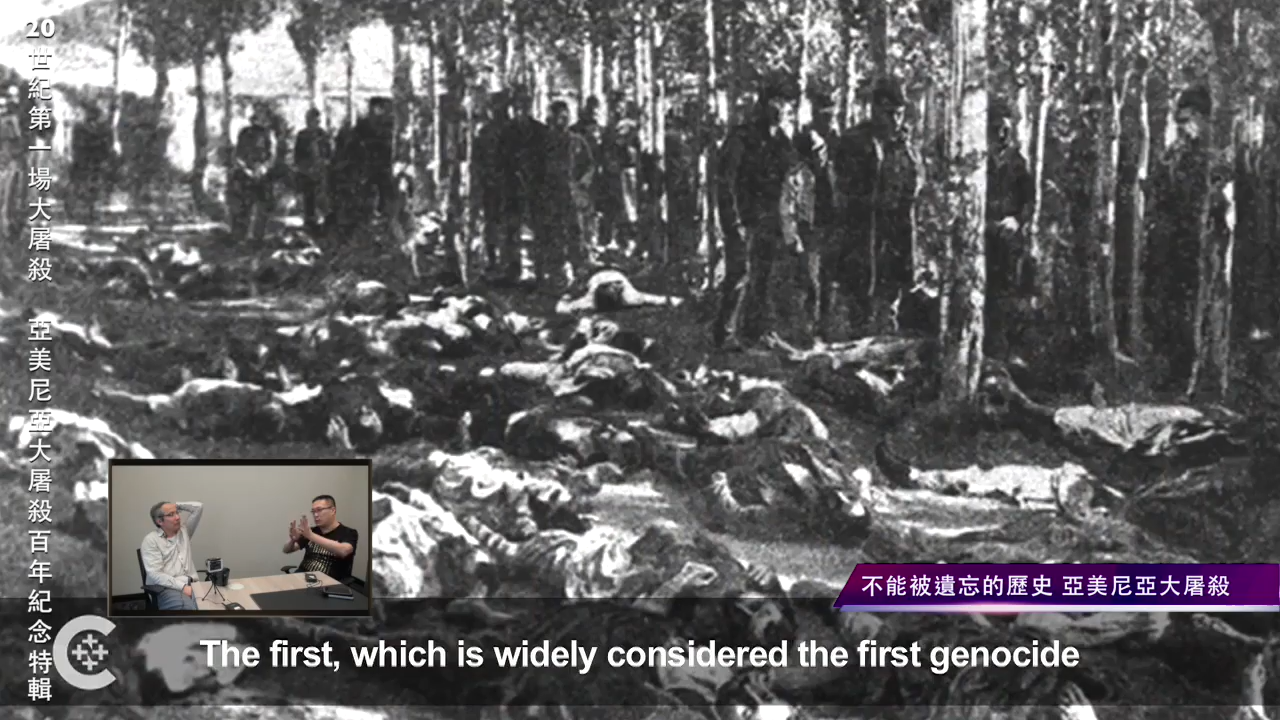 20世紀第一場大屠殺 亞美尼亞大屠殺百年紀念特輯
不能被遺忘的歷史 亞美尼亞大屠殺
The first, which is widely considered the first genocide